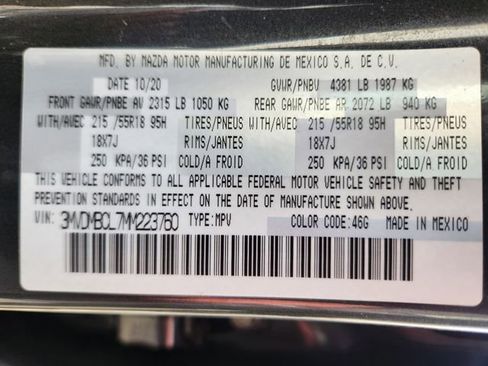 MFD. BY MAZDA MOTOR MANUFACTURING DE MEXICO S.A. DE C.V.
DATE 10/20 GVWR/PNBV 4381 LB 1987 KG
FRONT GAWR/PNBE AV 2315 LB 1050 KG REAR GAWR/PNBE AR 2072 LB 940 KG
WITH/AVEC 215 /55R18 95H TIRES/PNEUS WITH/AVEC 215 /55R18 95H TIRES/PNEUS
18X7J RIMS/JANTES 18X7J RIMS/JANTES
250 KPA/36 PSI COLD/A FROID 250 KPA/36 PSI COLD/A FROID
THIS VEHICLE CONFORMS TO ALL APPLICABLE FEDERAL MOTOR VEHICLE SAFETY AND THEFT
PREVENTION STANDARDS IN EFFECT ON THE DATE OF MANUFACTURE SHOWN ABOVE.
VIN: 3MVDMBCL7MM223760 TYPE: MPV COLOR CODE: 46G MADE IN MEXICO